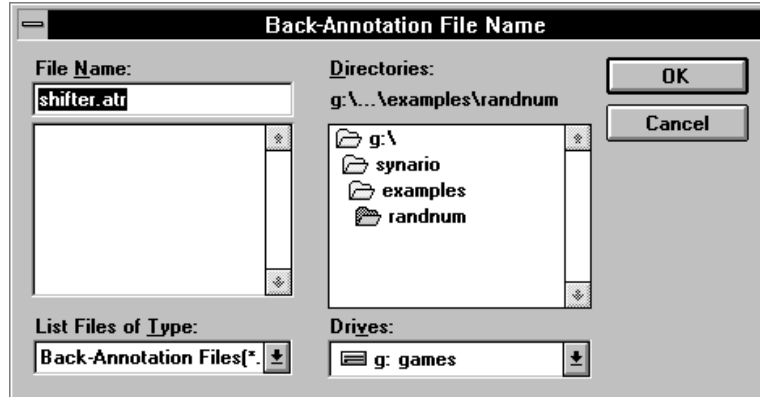 Back-Annotation File Name
File Name:
shifter.atr
Directories:
g:\...\examples\randnum
g:\
synario
examples
randnum
OK
Cancel
List Files of Type:
Back-Annotation Files(*.
Drives:
g: games